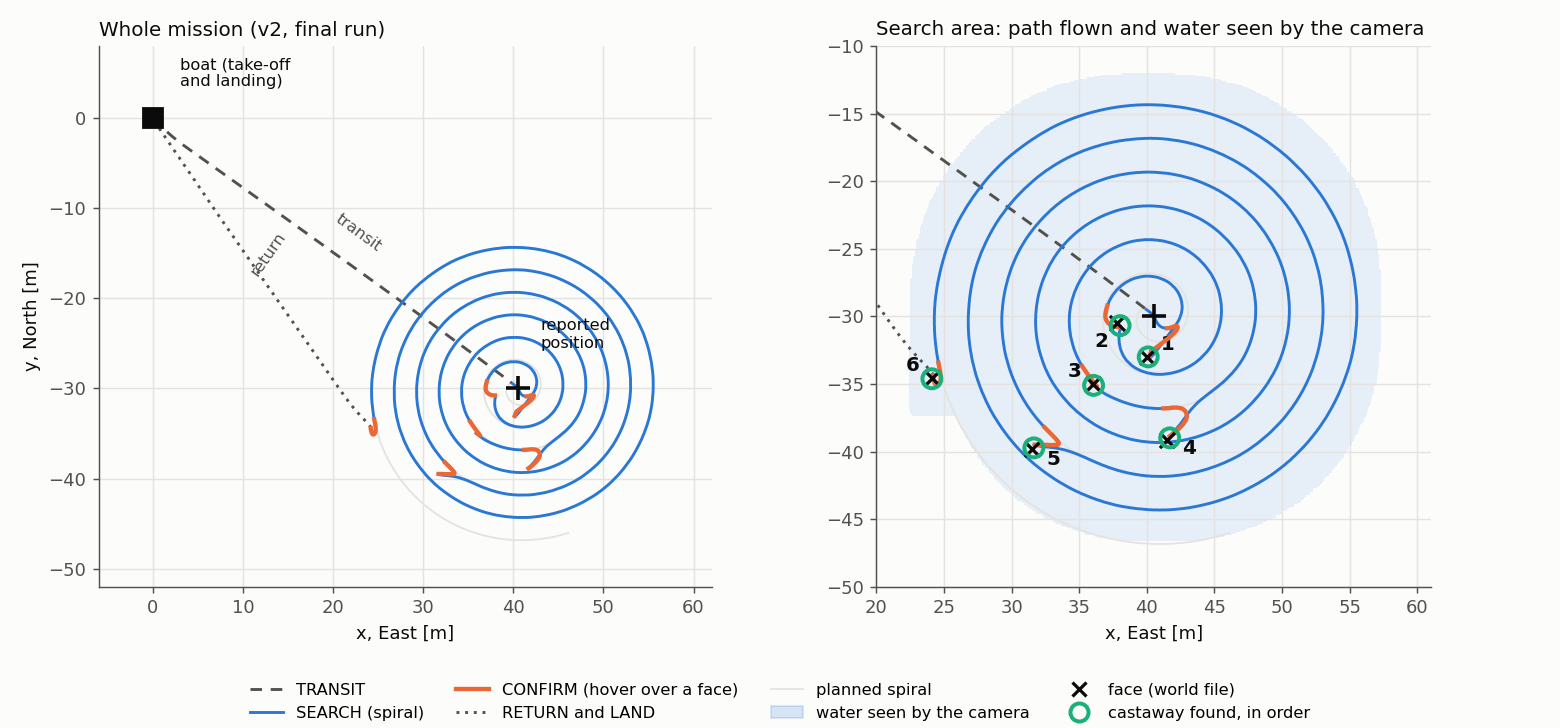 Whole mission (v2, final run)
boat (take-off
and landing)
transit
return
reported
position
0
−10
−20
−30
−40
−50
y, North [m]
0
10
20
30
40
50
60
x, East [m]
Search area: path flown and water seen by the camera
−10
−15
−20
−25
−30
−35
−40
−45
−50
1
2
3
4
5
6
20
25
30
35
40
45
50
55
60
x, East [m]
TRANSIT
SEARCH (spiral)
CONFIRM (hover over a face)
RETURN and LAND
planned spiral
water seen by the camera
face (world file)
castaway found, in order